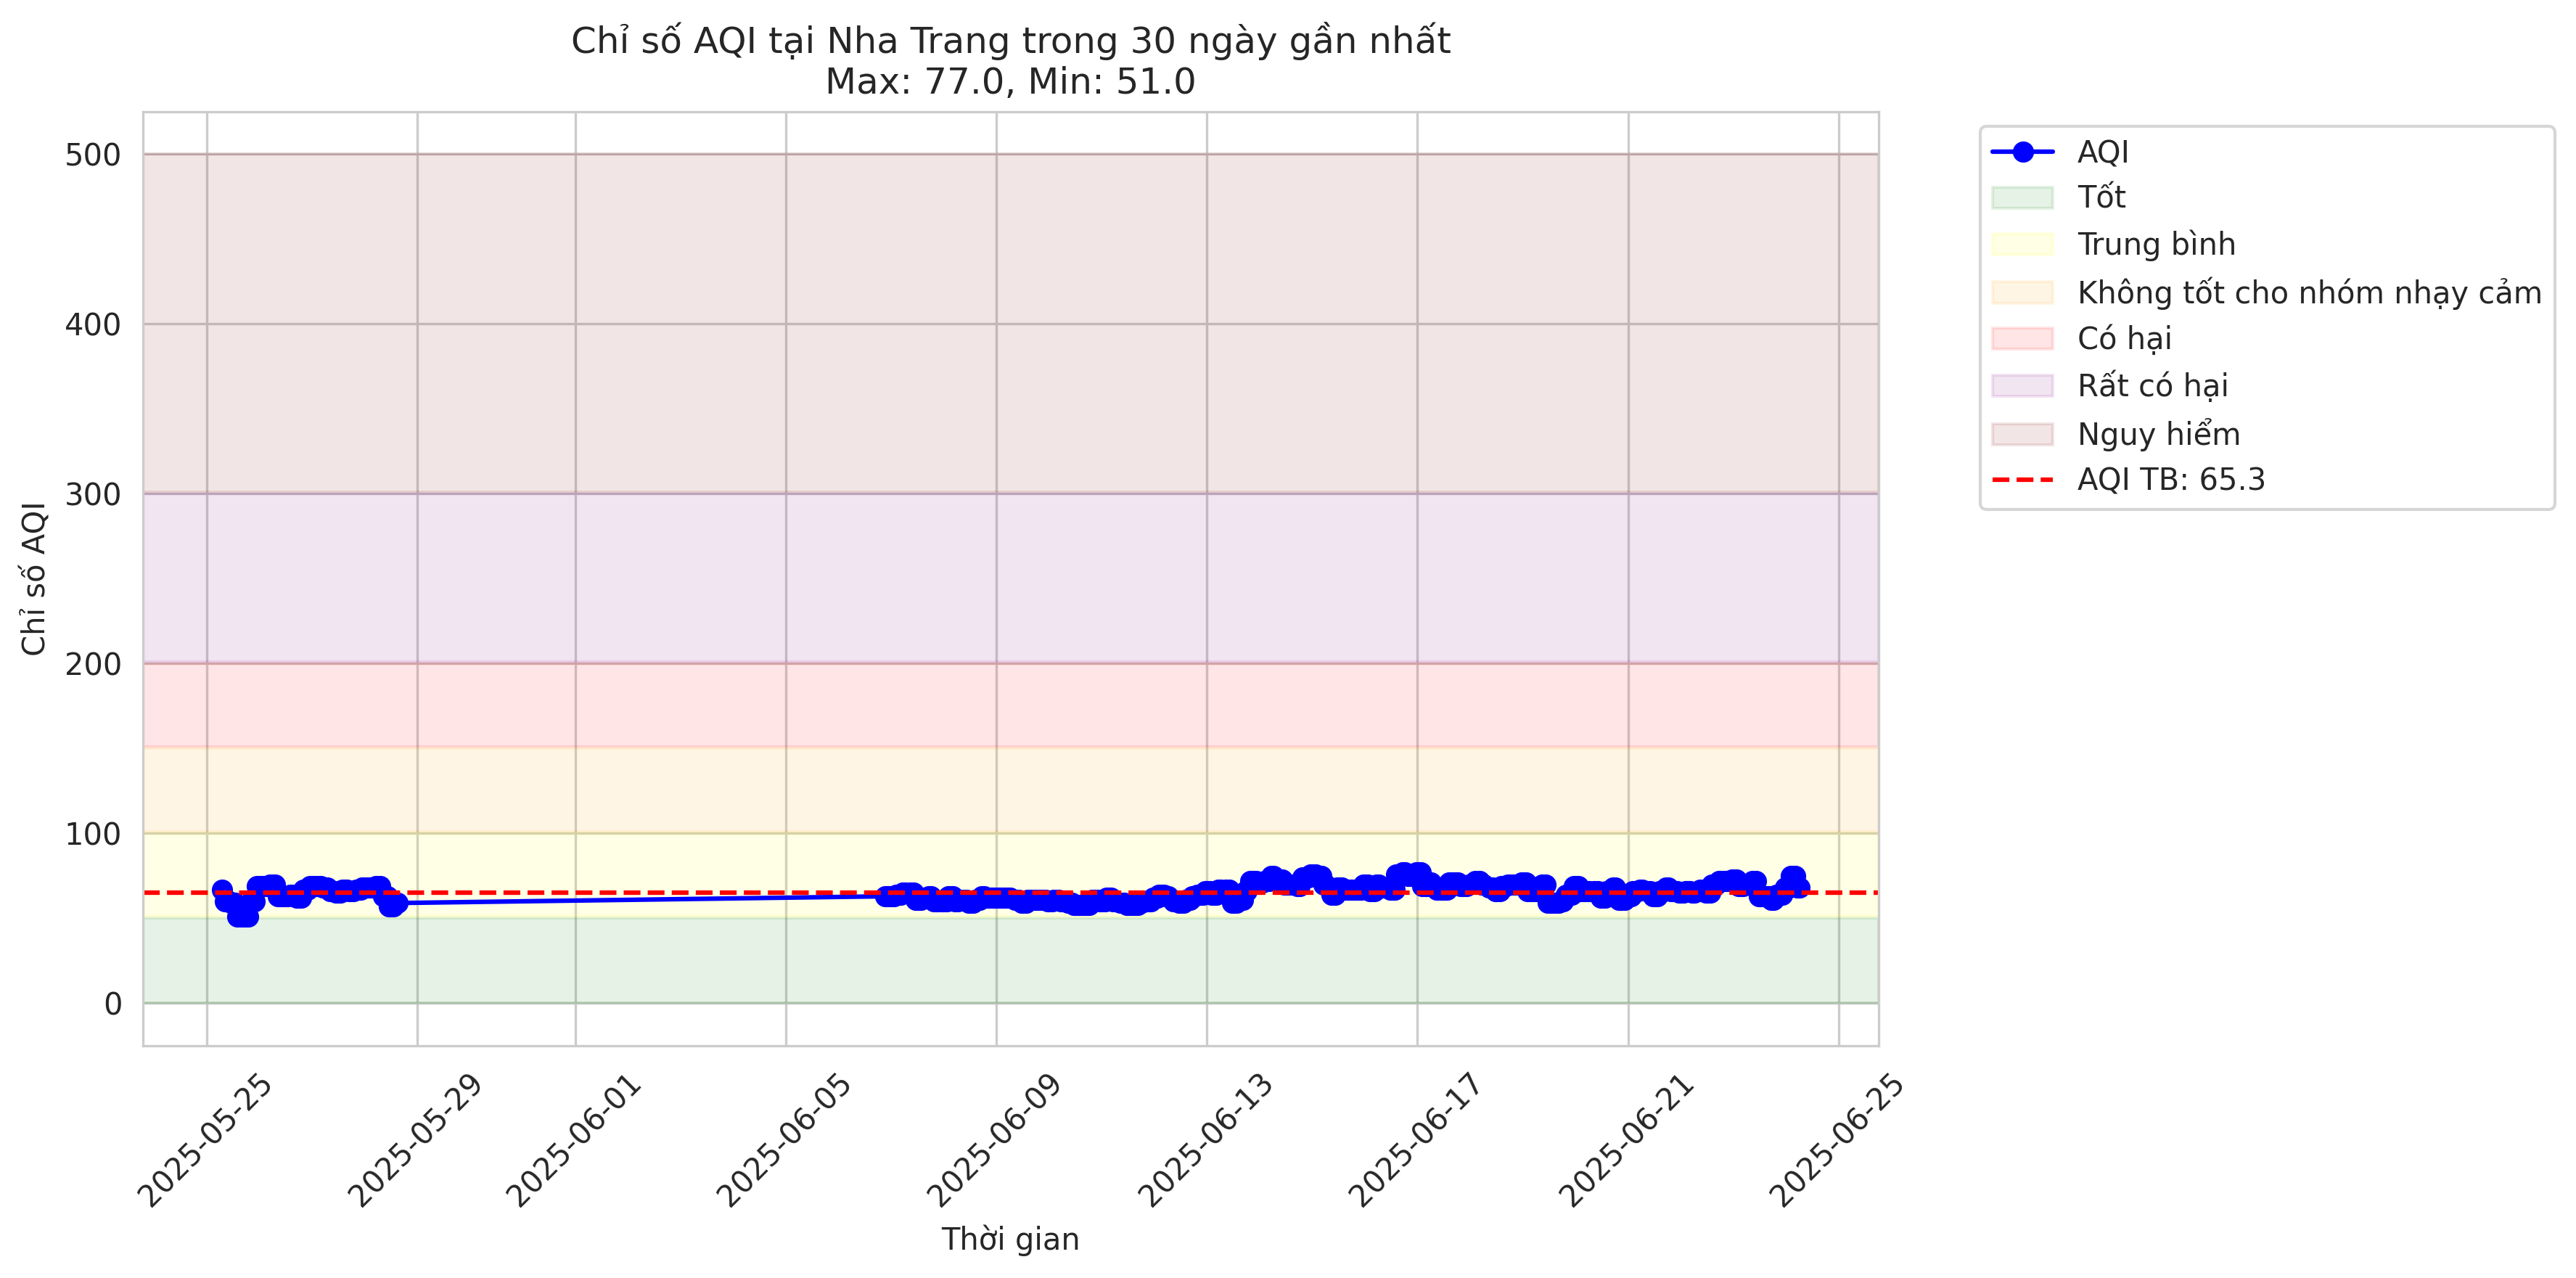 Chỉ số AQI tại Nha Trang trong 30 ngày gần nhất
Max: 77.0, Min: 51.0
Chỉ số AQI
500
400
300
200
100
0
2025-05-25
2025-05-29
2025-06-01
2025-06-05
2025-06-09
2025-06-13
2025-06-17
2025-06-21
2025-06-25
Thời gian
AQI
Tốt
Trung bình
Không tốt cho nhóm nhạy cảm
Có hại
Rất có hại
Nguy hiểm
AQI TB: 65.3